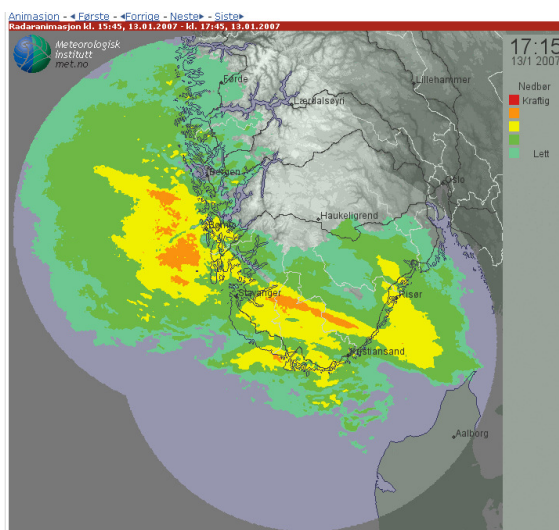 Animasjon - ◄ Første - ◄Forrige - Neste► - Siste►
Radaranimasjon kl. 15:45, 13.01.2007 - kl. 17:45, 13.01.2007
Meteorologisk
institutt
met.no
17:15
13/1 2007
Nedbør
Kraftig
Lett
Førde
Lillehammer
Lærdalsøyri
Bergen
Oslo
Haukeligrend
Bømlo
Stavanger
Risør
Kristiansand
Aalborg